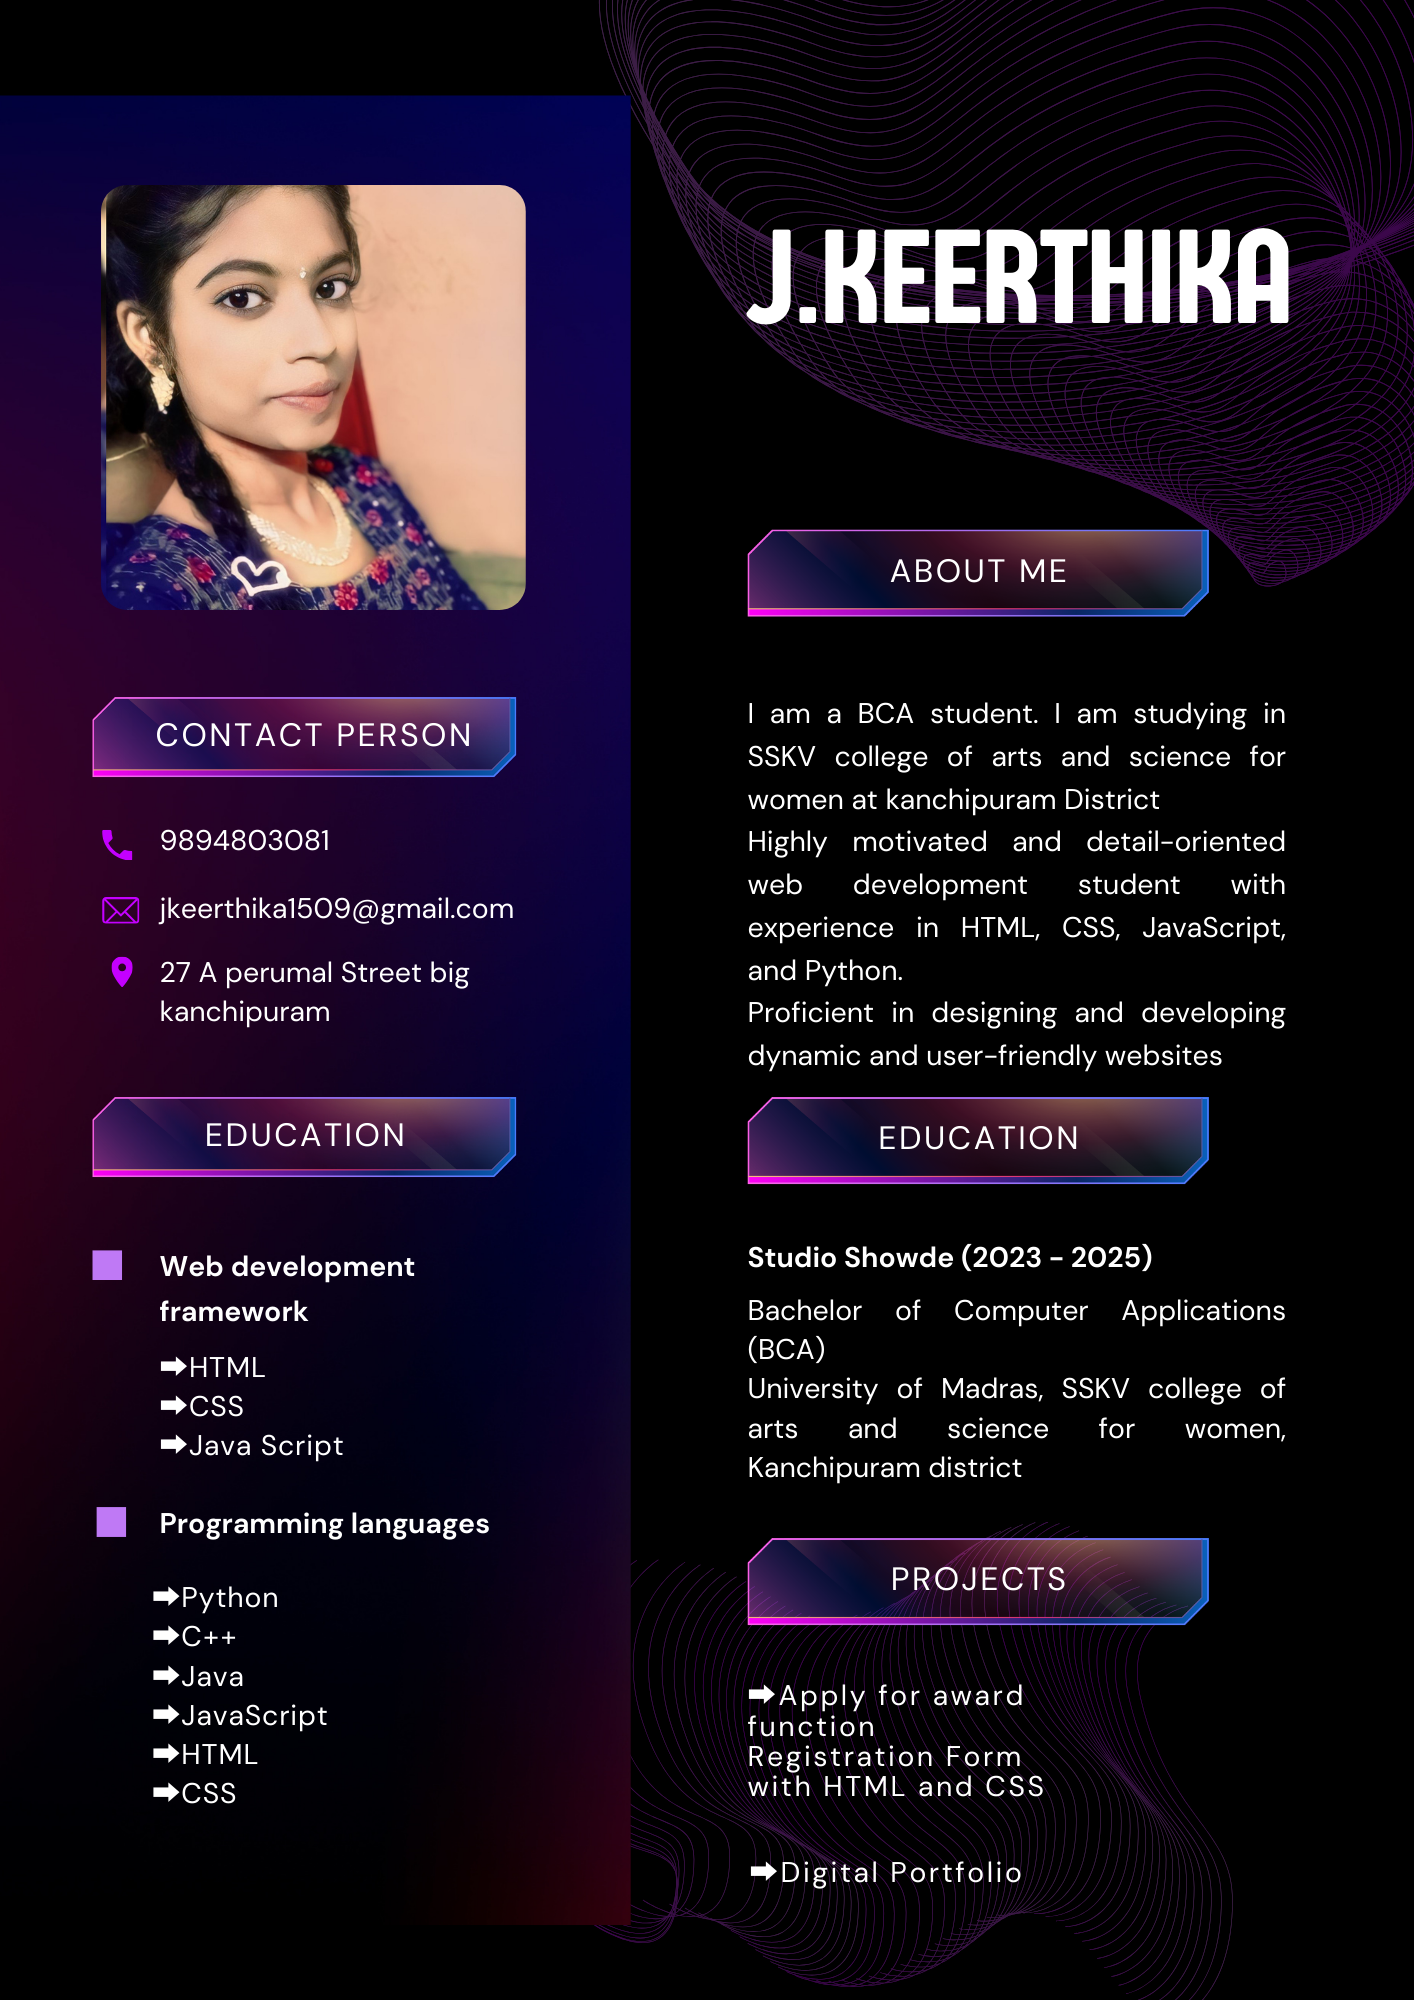 J.KEERTHIKA
CONTACT PERSON
9894803081
jkeerthika1509@gmail.com
27 A perumal Street big
kanchipuram
EDUCATION
Web development
framework
➡HTML
➡CSS
➡Java Script
Programming languages
➡Python
➡C++
➡Java
➡JavaScript
➡HTML
➡CSS
ABOUT ME
I am a BCA student. I am studying in
SSKV college of arts and science for
women at kanchipuram District
Highly motivated and detail-oriented
web development student with
experience in HTML, CSS, JavaScript,
and Python.
Proficient in designing and developing
dynamic and user-friendly websites
EDUCATION
Studio Showde (2023 - 2025)
Bachelor of Computer Applications
(BCA)
University of Madras, SSKV college of
arts and science for women,
Kanchipuram district
PROJECTS
➡Apply for award
function
Registration Form
with HTML and CSS
➡Digital Portfolio